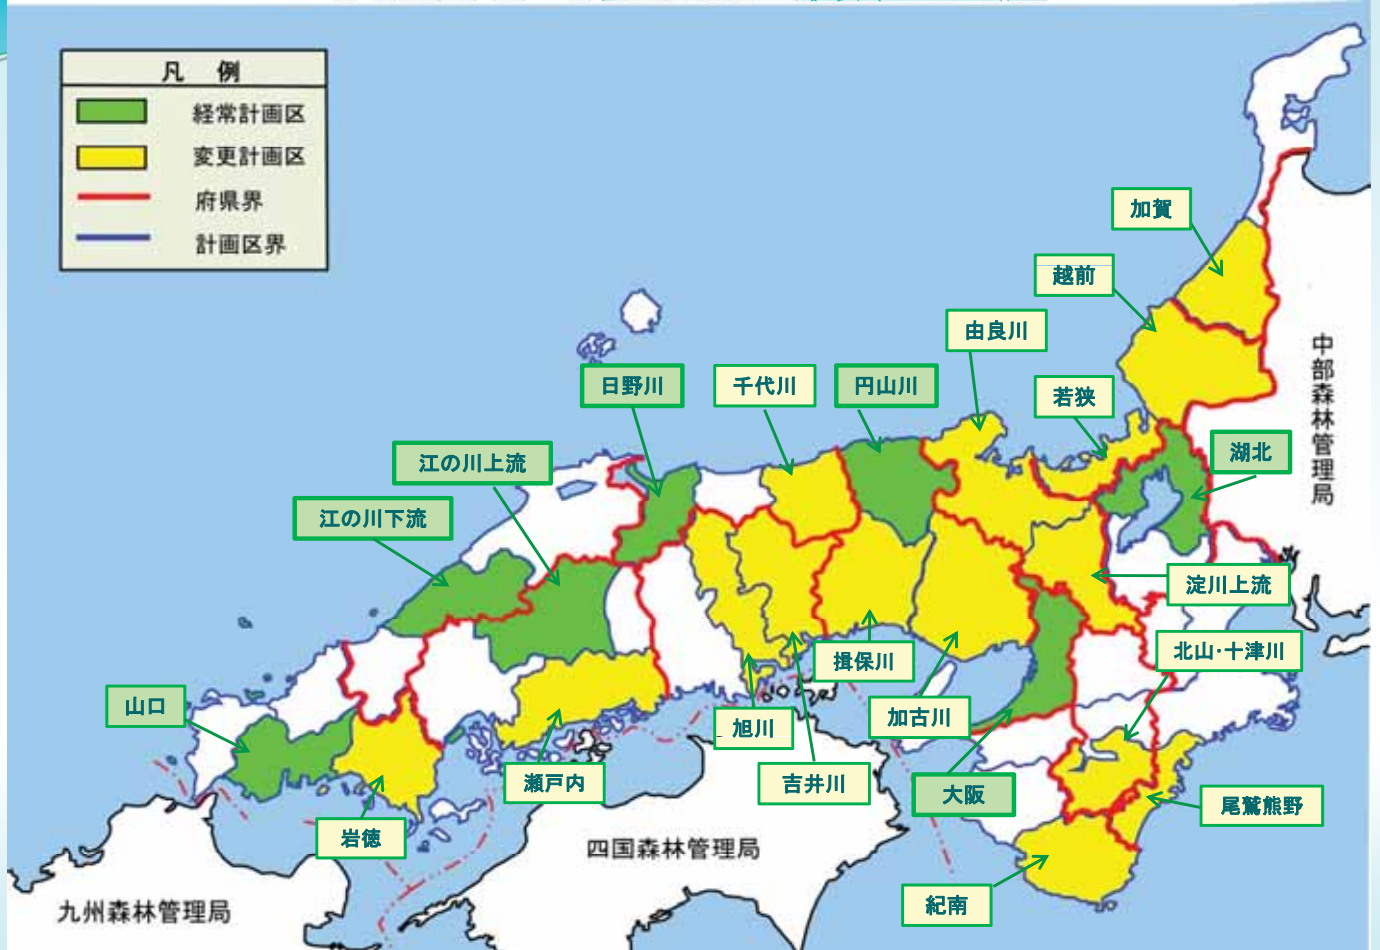 凡 例
経常計画区
変更計画区
府県界
計画区界
加賀
越前
由良川
若狭
日野川
千代川
円山川
湖北
江の川上流
江の川下流
淀川上流
北山・十津川
揖保川
山口
加古川
旭川
瀬戸内
吉井川
大阪
尾鷲熊野
岩徳
紀南
中部森林管理局
四国森林管理局
九州森林管理局